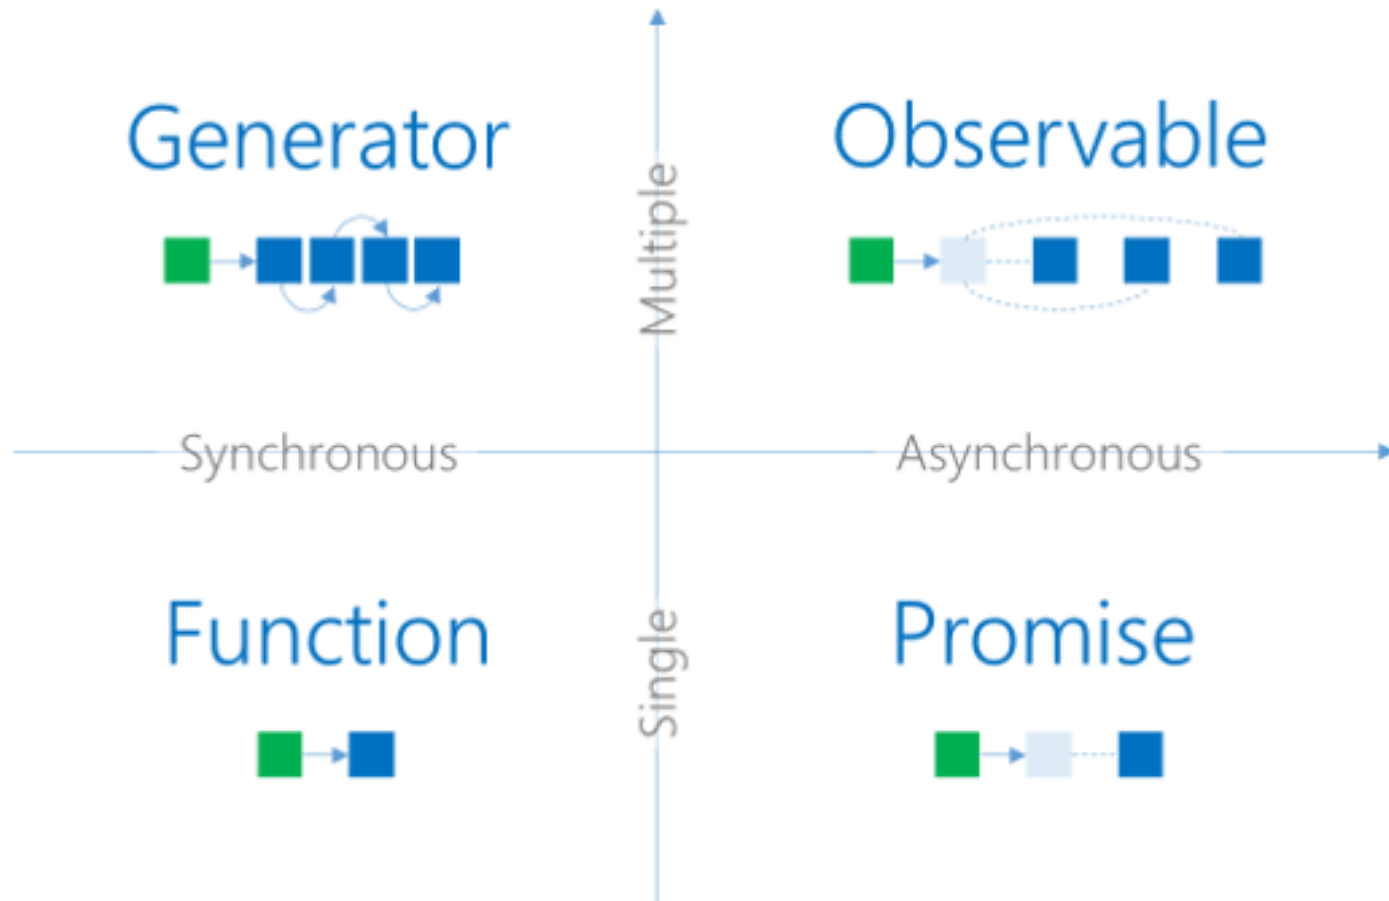 Generator
Observable
Multiple
Synchronous
Asynchronous
Function
Promise
Single